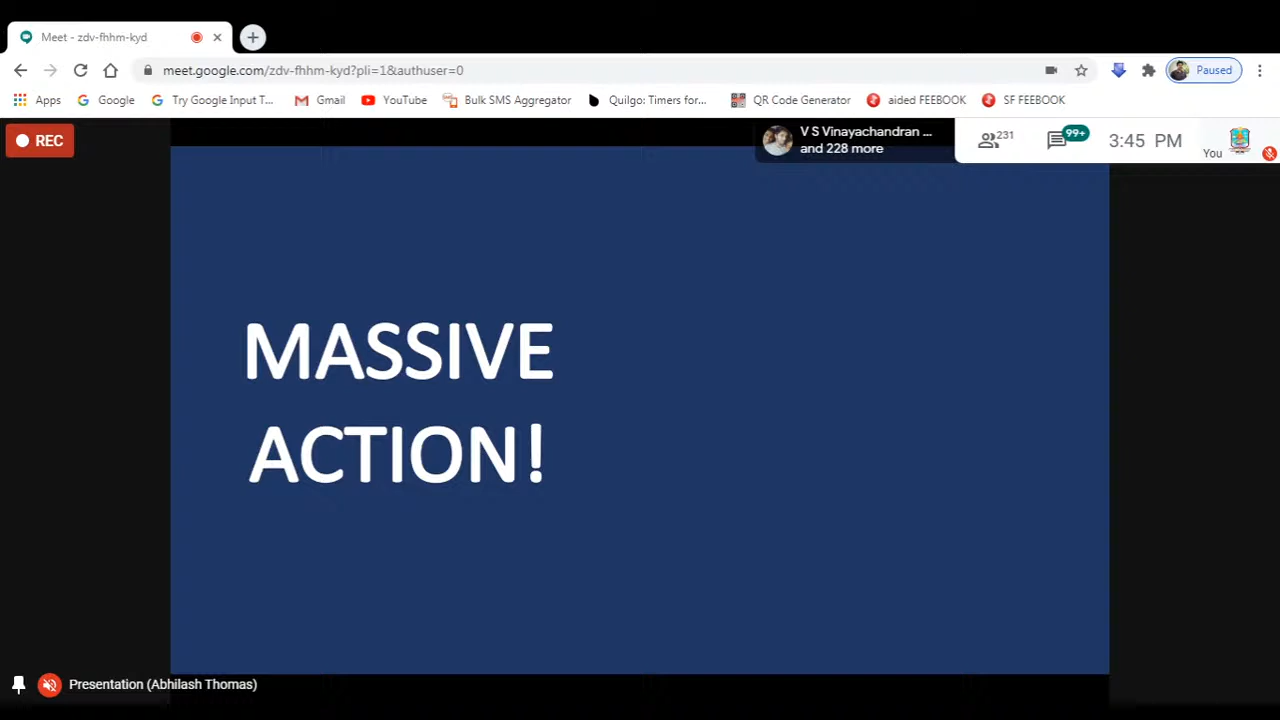 Meet - zdv-fhhm-kyd
meet.google.com/zdv-fhhm-kyd?pli=1&authuser=0
Paused
Apps
Google
Try Google Input T...
Gmail
YouTube
Bulk SMS Aggregator
Quilgo: Timers for...
QR Code Generator
aided FEEBOOK
SF FEEBOOK
REC
V S Vinayachandran ...
and 228 more
231
99+
3:45 PM
You
MASSIVE
ACTION!
Presentation (Abhilash Thomas)